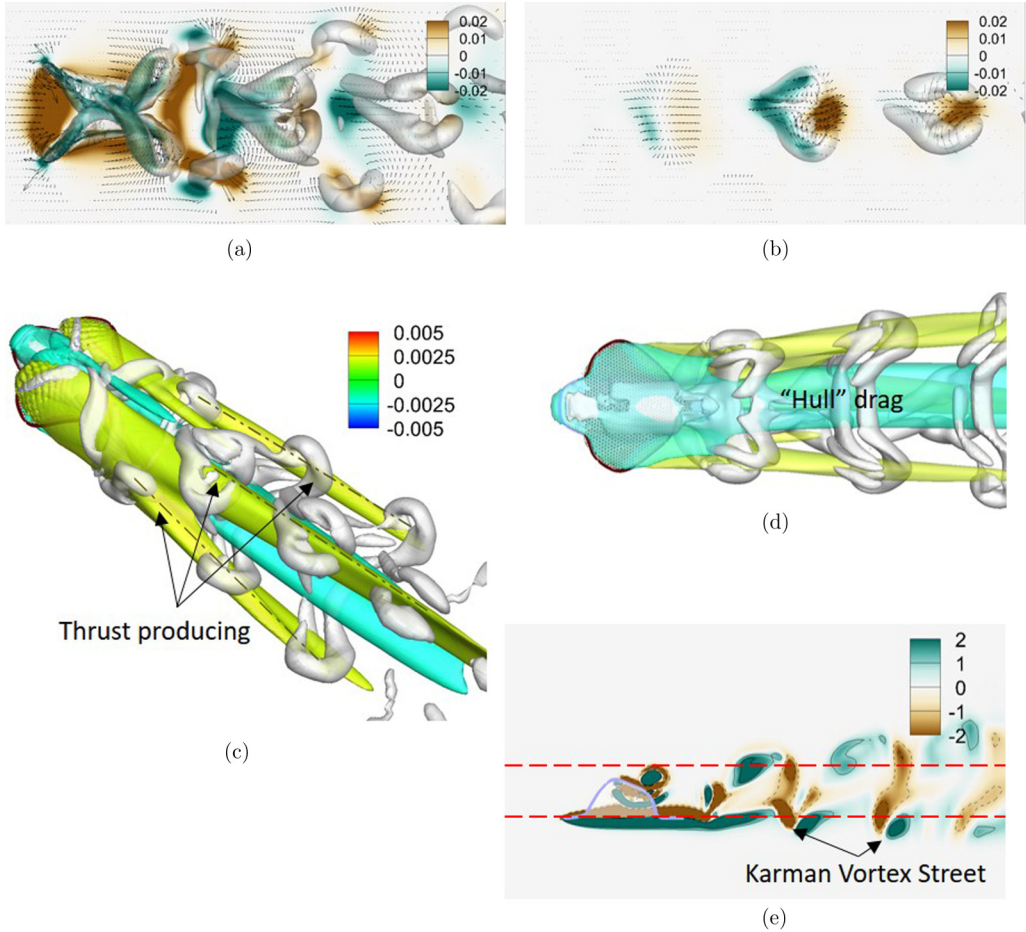 0.02
0.01
0
-0.01
-0.02
0.02
0.01
0
-0.01
-0.02
(a)
(b)
0.005
0.0025
0
-0.0025
-0.005
Thrust producing
(c)
"Hull" drag
(d)
2
1
0
-1
-2
Karman Vortex Street
(e)